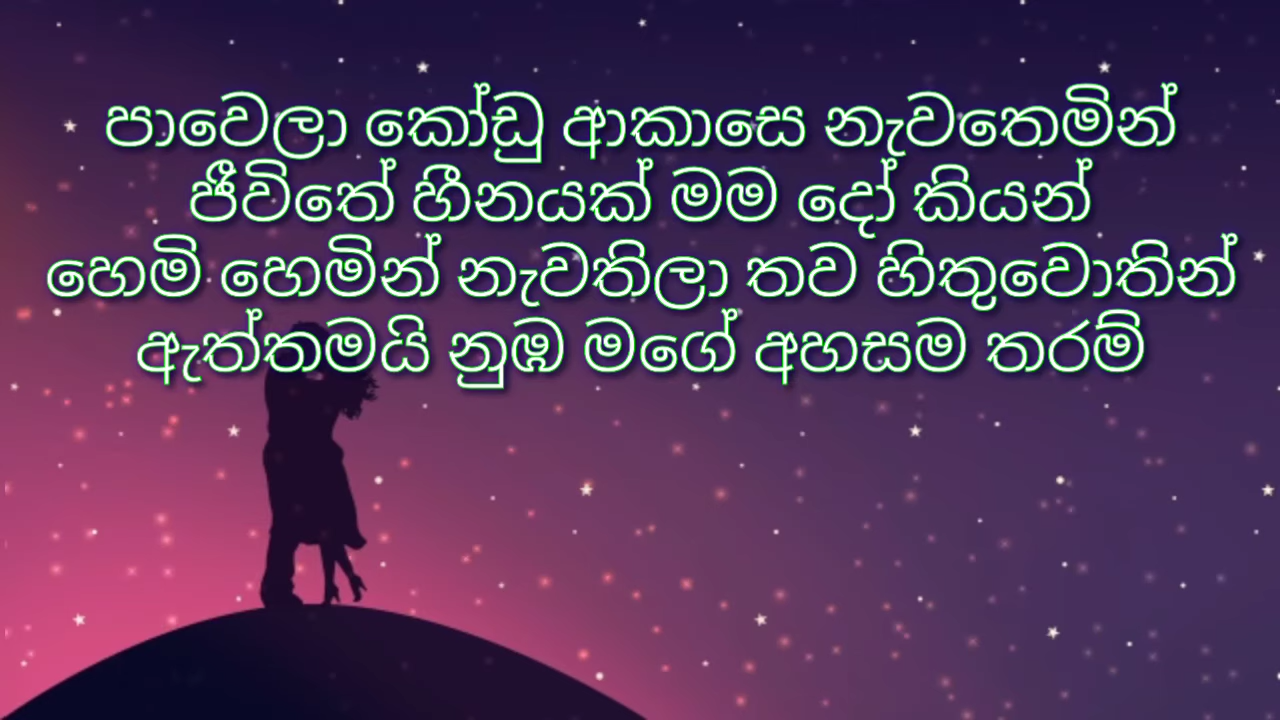 පාවෙලා කෝඩු ආකාසෙ නැවතෙමින්
ජීවිතේ හීනයක් මම දෝ කියන්
හෙමි හෙමින් නැවතිලා තව හිතුවොතින්
ඇත්තමයි නුඹ මගේ අහසම තරම්